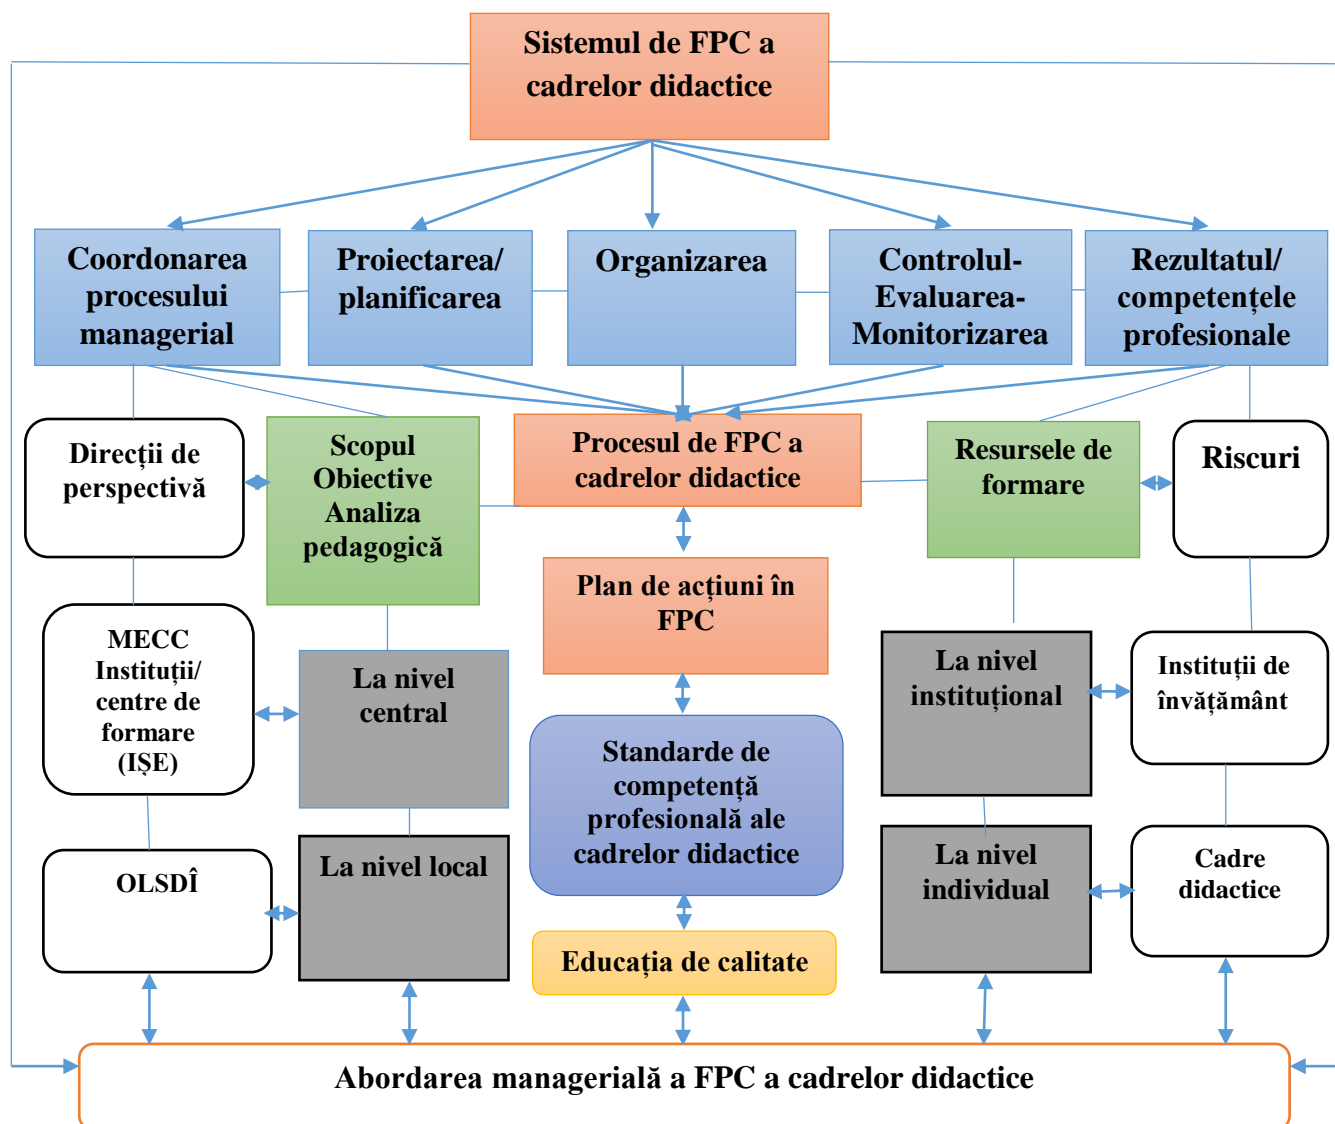 Sistemul de FPC a
cadrelor didactice
Coordonarea
procesului
managerial
Proiectarea/
planificarea
Organizarea
Controlul-
Evaluarea-
Monitorizarea
Rezultatul/
competențele
profesionale
Direcții de
perspectivă
Scopul
Obiective
Analiza
pedagogică
Procesul de FPC a
cadrelor didactice
Resursele de
formare
Riscuri
Plan de acțiuni în
FPC
MECC
Instituții/
centre de
formare
(IȘE)
La nivel
central
La nivel
instituțional
Instituții de
învățământ
Standarde de
competență
profesională ale
cadrelor didactice
OLSDÎ
La nivel local
La nivel
individual
Cadre
didactice
Educația de calitate
Abordarea managerială a FPC a cadrelor didactice